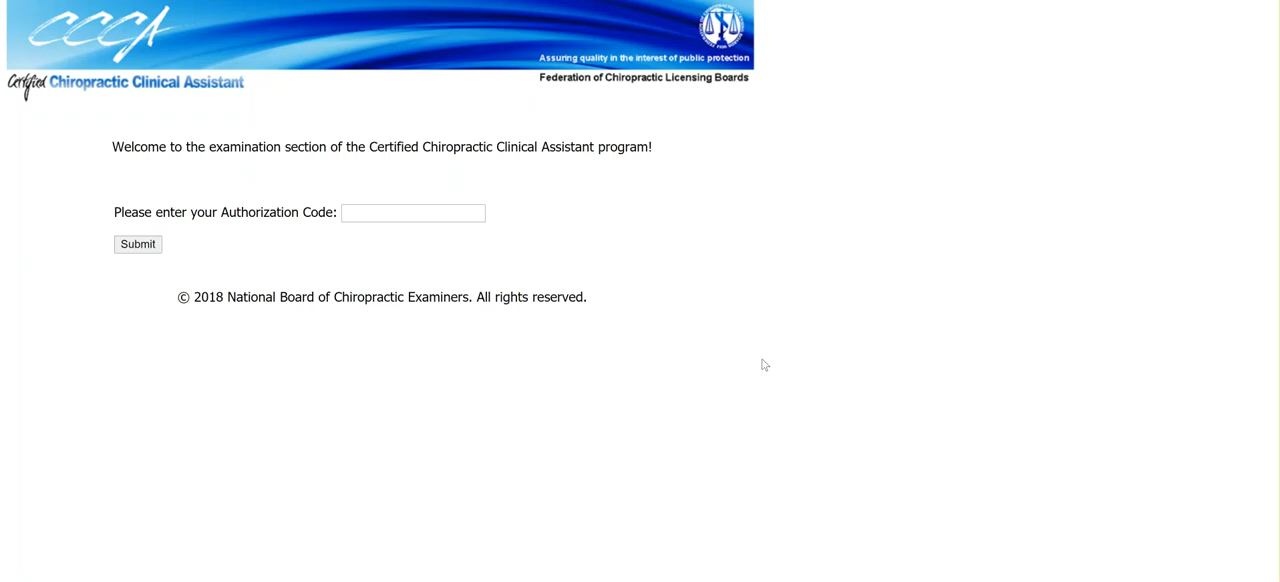 CCCA
Assuring quality in the interest of public protection
Certified Chiropractic Clinical Assistant
Federation of Chiropractic Licensing Boards
Welcome to the examination section of the Certified Chiropractic Clinical Assistant program!
Please enter your Authorization Code:
Submit
© 2018 National Board of Chiropractic Examiners. All rights reserved.